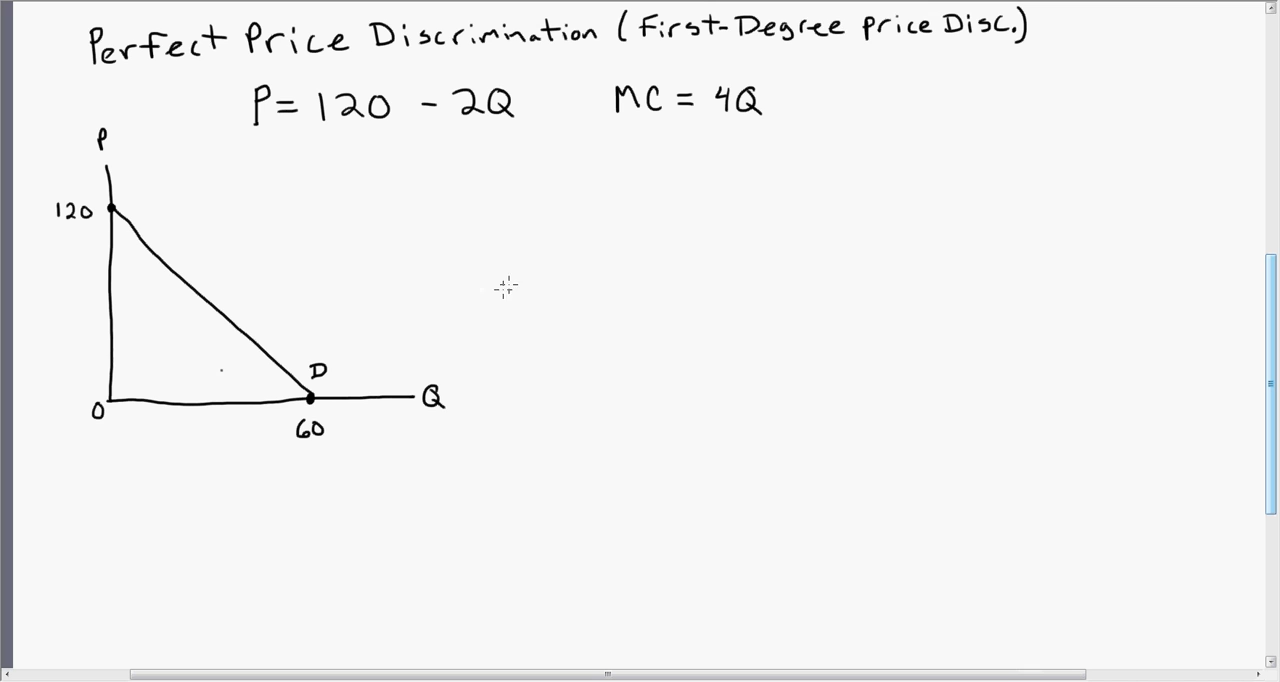 Perfect Price Discrimination (First-Degree price Disc.)
P = 120 - 2Q MC = 4Q
P
120
D
0
Q
60